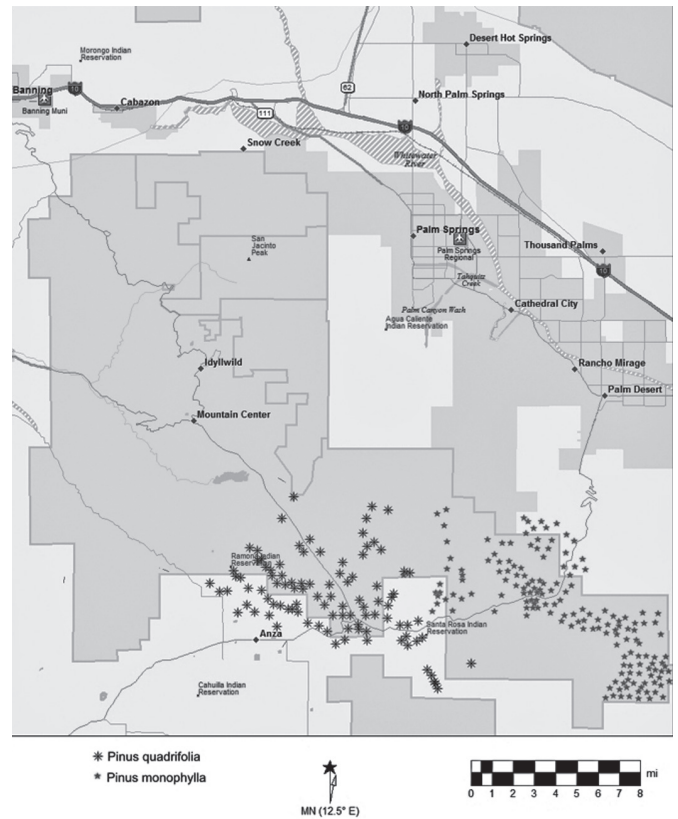 Desert Hot Springs
Morongo Indian
Reservation
Banning
Banning Muni
10
Cabazon
62
111
North Palm Springs
10
Snow Creek
Whitewater
River
Palm Springs
Palm Springs
Regional
San
Jacinto
Peak
Thousand Palms
10
Tahquitz
Creek
Palm Canyon Wash
Cathedral City
Agua Caliente
Indian Reservation
Idyllwild
Rancho Mirage
Palm Desert
Mountain Center
Ramona Indian
Reservation
Santa Rosa Indian
Reservation
Anza
Cahuilla Indian
Reservation
Pinus quadrifolia
Pinus monophylla
MN (12.5° E)
mi
0 1 2 3 4 5 6 7 8